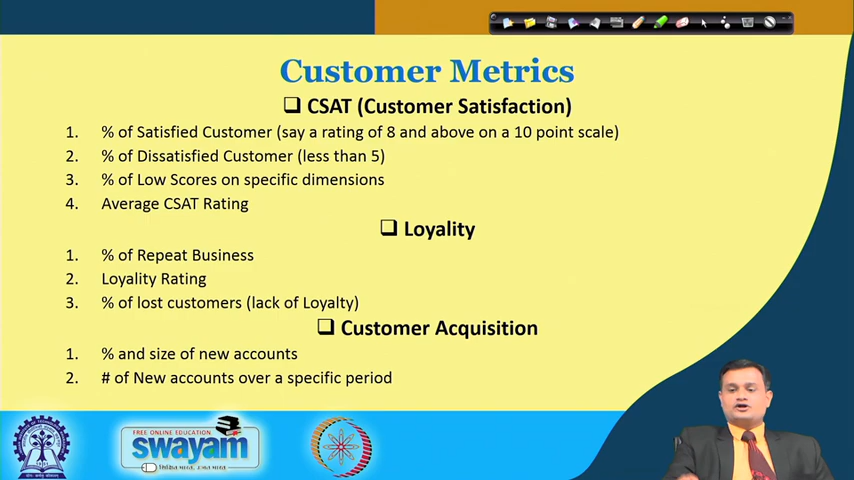 Customer Metrics
❑ CSAT (Customer Satisfaction)
1. % of Satisfied Customer (say a rating of 8 and above on a 10 point scale)
2. % of Dissatisfied Customer (less than 5)
3. % of Low Scores on specific dimensions
4. Average CSAT Rating
❑ Loyality
1. % of Repeat Business
2. Loyality Rating
3. % of lost customers (lack of Loyalty)
❑ Customer Acquisition
1. % and size of new accounts
2. # of New accounts over a specific period
FREE ONLINE EDUCATION
swayam